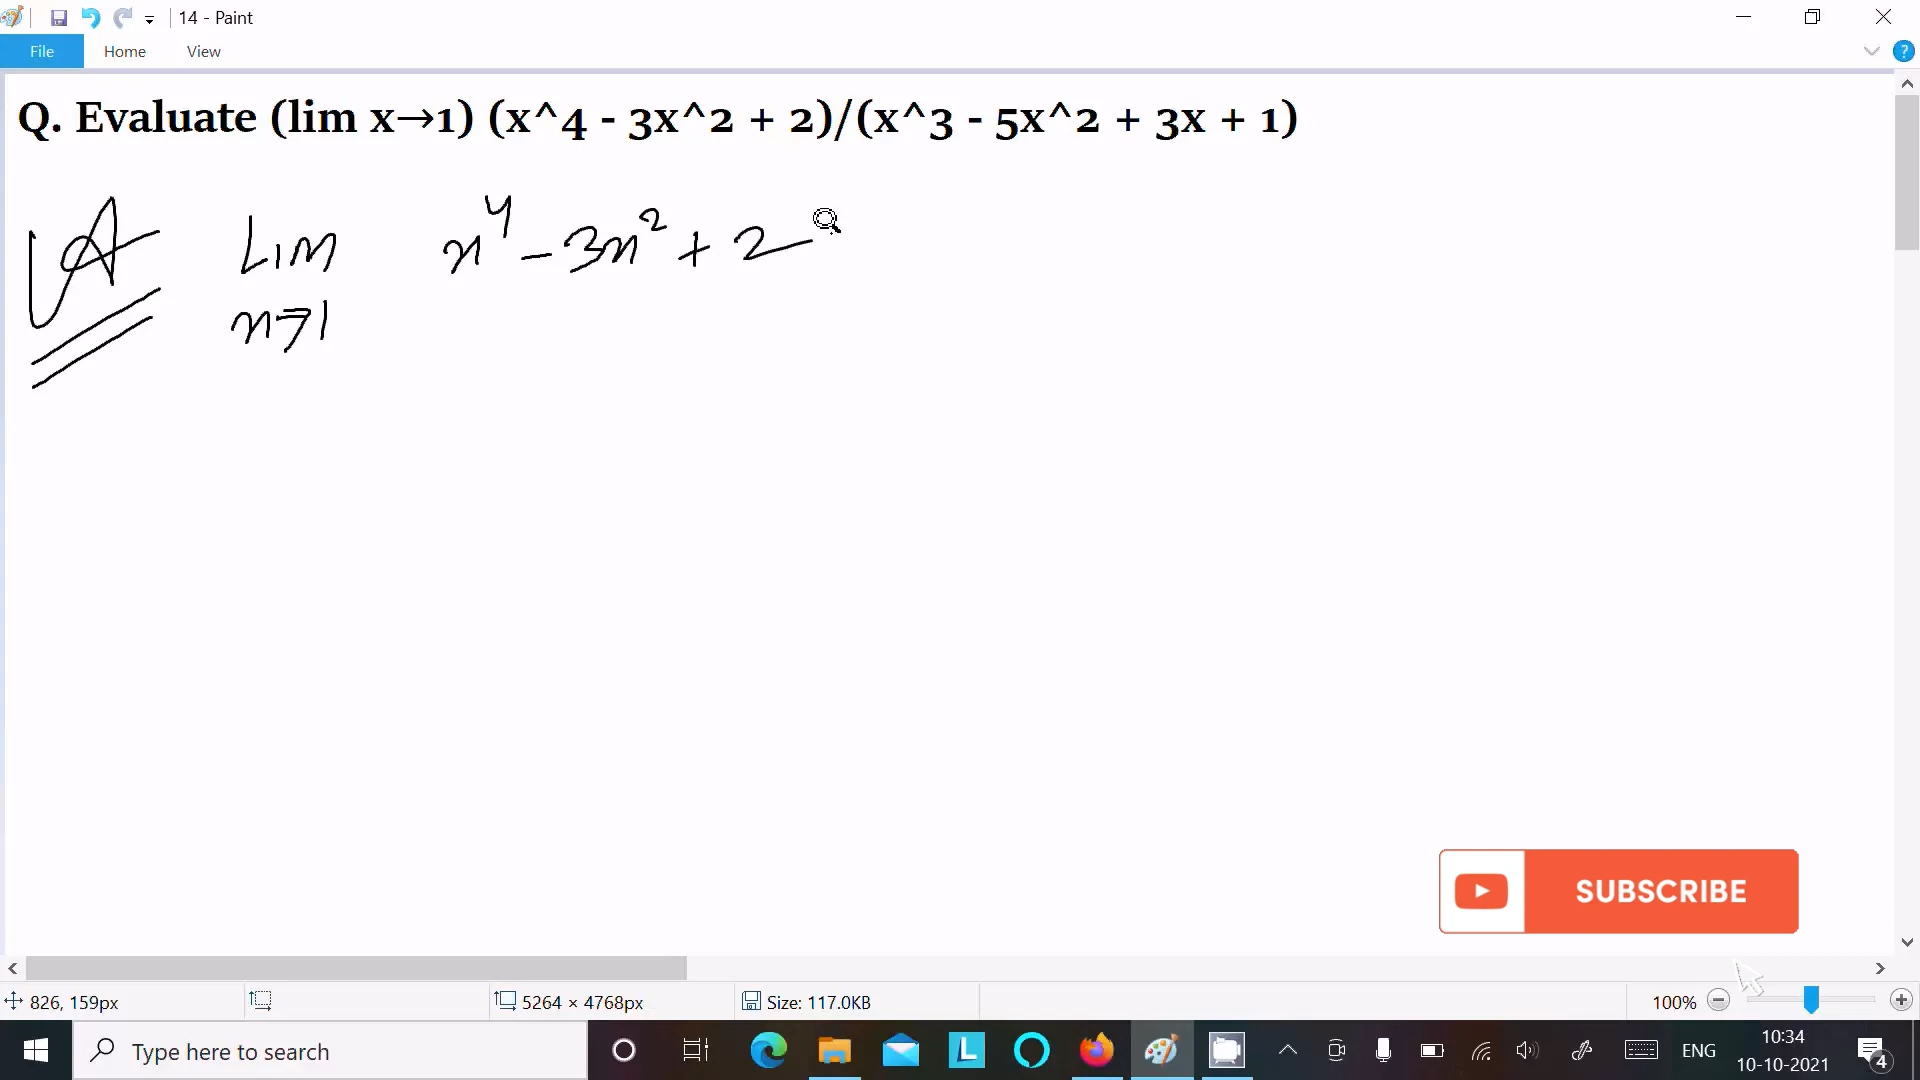 14 - Paint
File Home View
Q. Evaluate (lim x→1) (x^4 - 3x^2 + 2)/(x^3 - 5x^2 + 3x + 1)
Lim x⁴ - 3x² + 2
x→1
SUBSCRIBE
826, 159px 5264 × 4768px Size: 117.0KB 100%
Type here to search
L
ENG
10:34
10-10-2021
4